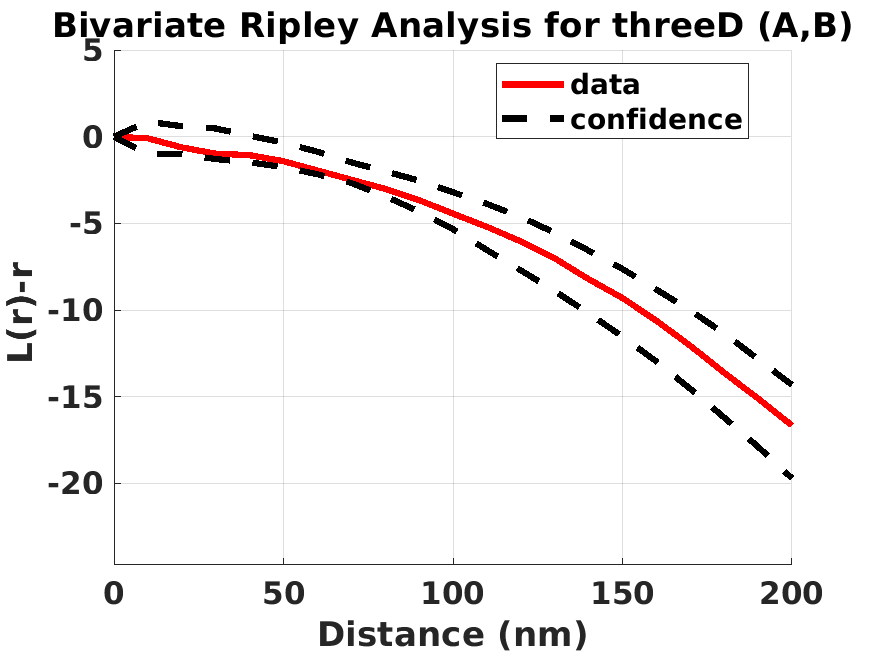 Bivariate Ripley Analysis for threeD (A,B)
5
0
-5
-10
-15
-20
L(r)-r
data
confidence
0 50 100 150 200
Distance (nm)